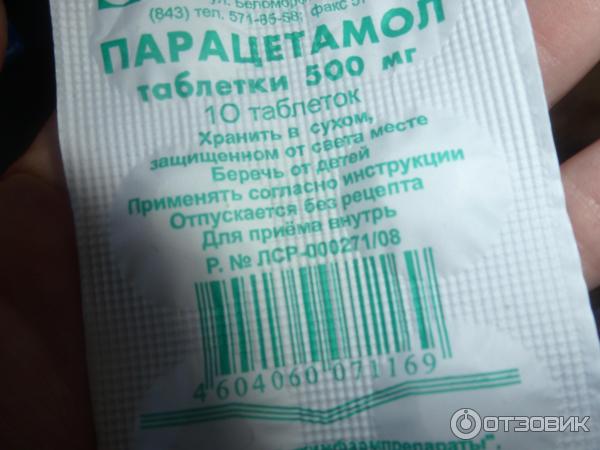 (843) тел. 571-85-58; факс 57
ПАРАЦЕТАМОЛ
таблетки 500 мг
10 таблеток
Хранить в сухом,
защищенном от света месте
Беречь от детей
Применять согласно инструкции
Отпускается без рецепта
Для приёма внутрь
Р. № ЛСР-000271/08
4 604060 071169
ОТЗОВИК